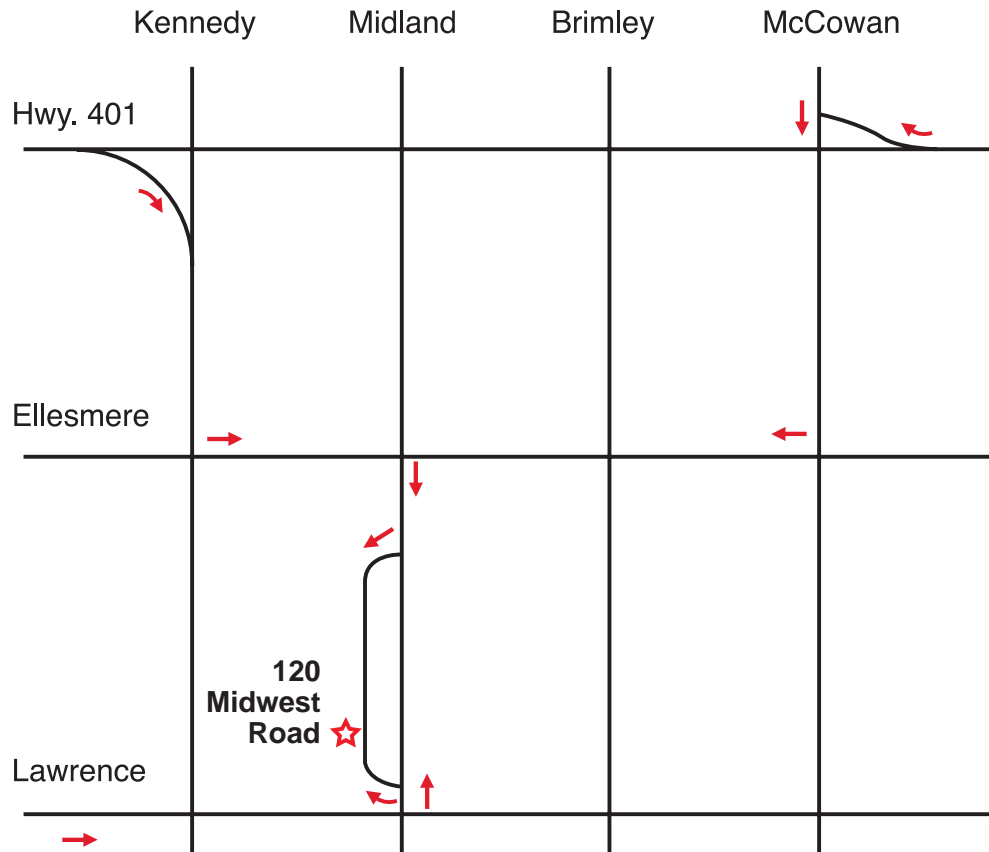 Kennedy Midland Brimley McCowan
Hwy. 401
Ellesmere
120
Midwest
Road
Lawrence